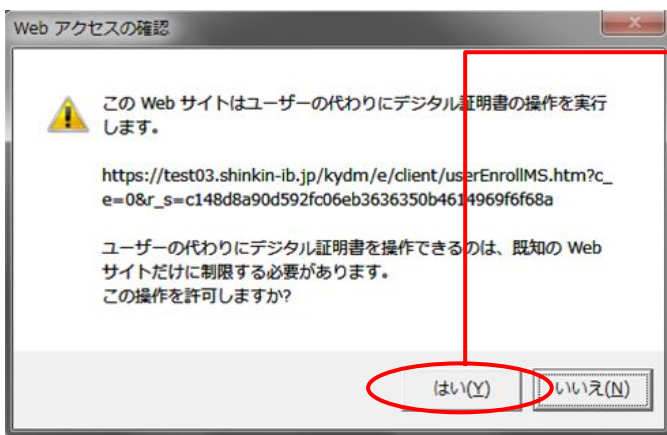 Web アクセスの確認
この Web サイトはユーザーの代わりにデジタル証明書の操作を実行
します。
https://test03.shinkin-ib.jp/kydm/e/client/userEnrollMS.htm?c_
e=0&r_s=c148d8a90d592fc06eb3636350b4614969f6f68a
ユーザーの代わりにデジタル証明書を操作できるのは、既知の Web
サイトだけに制限する必要があります。
この操作を許可しますか?
はい(Y)
いいえ(N)